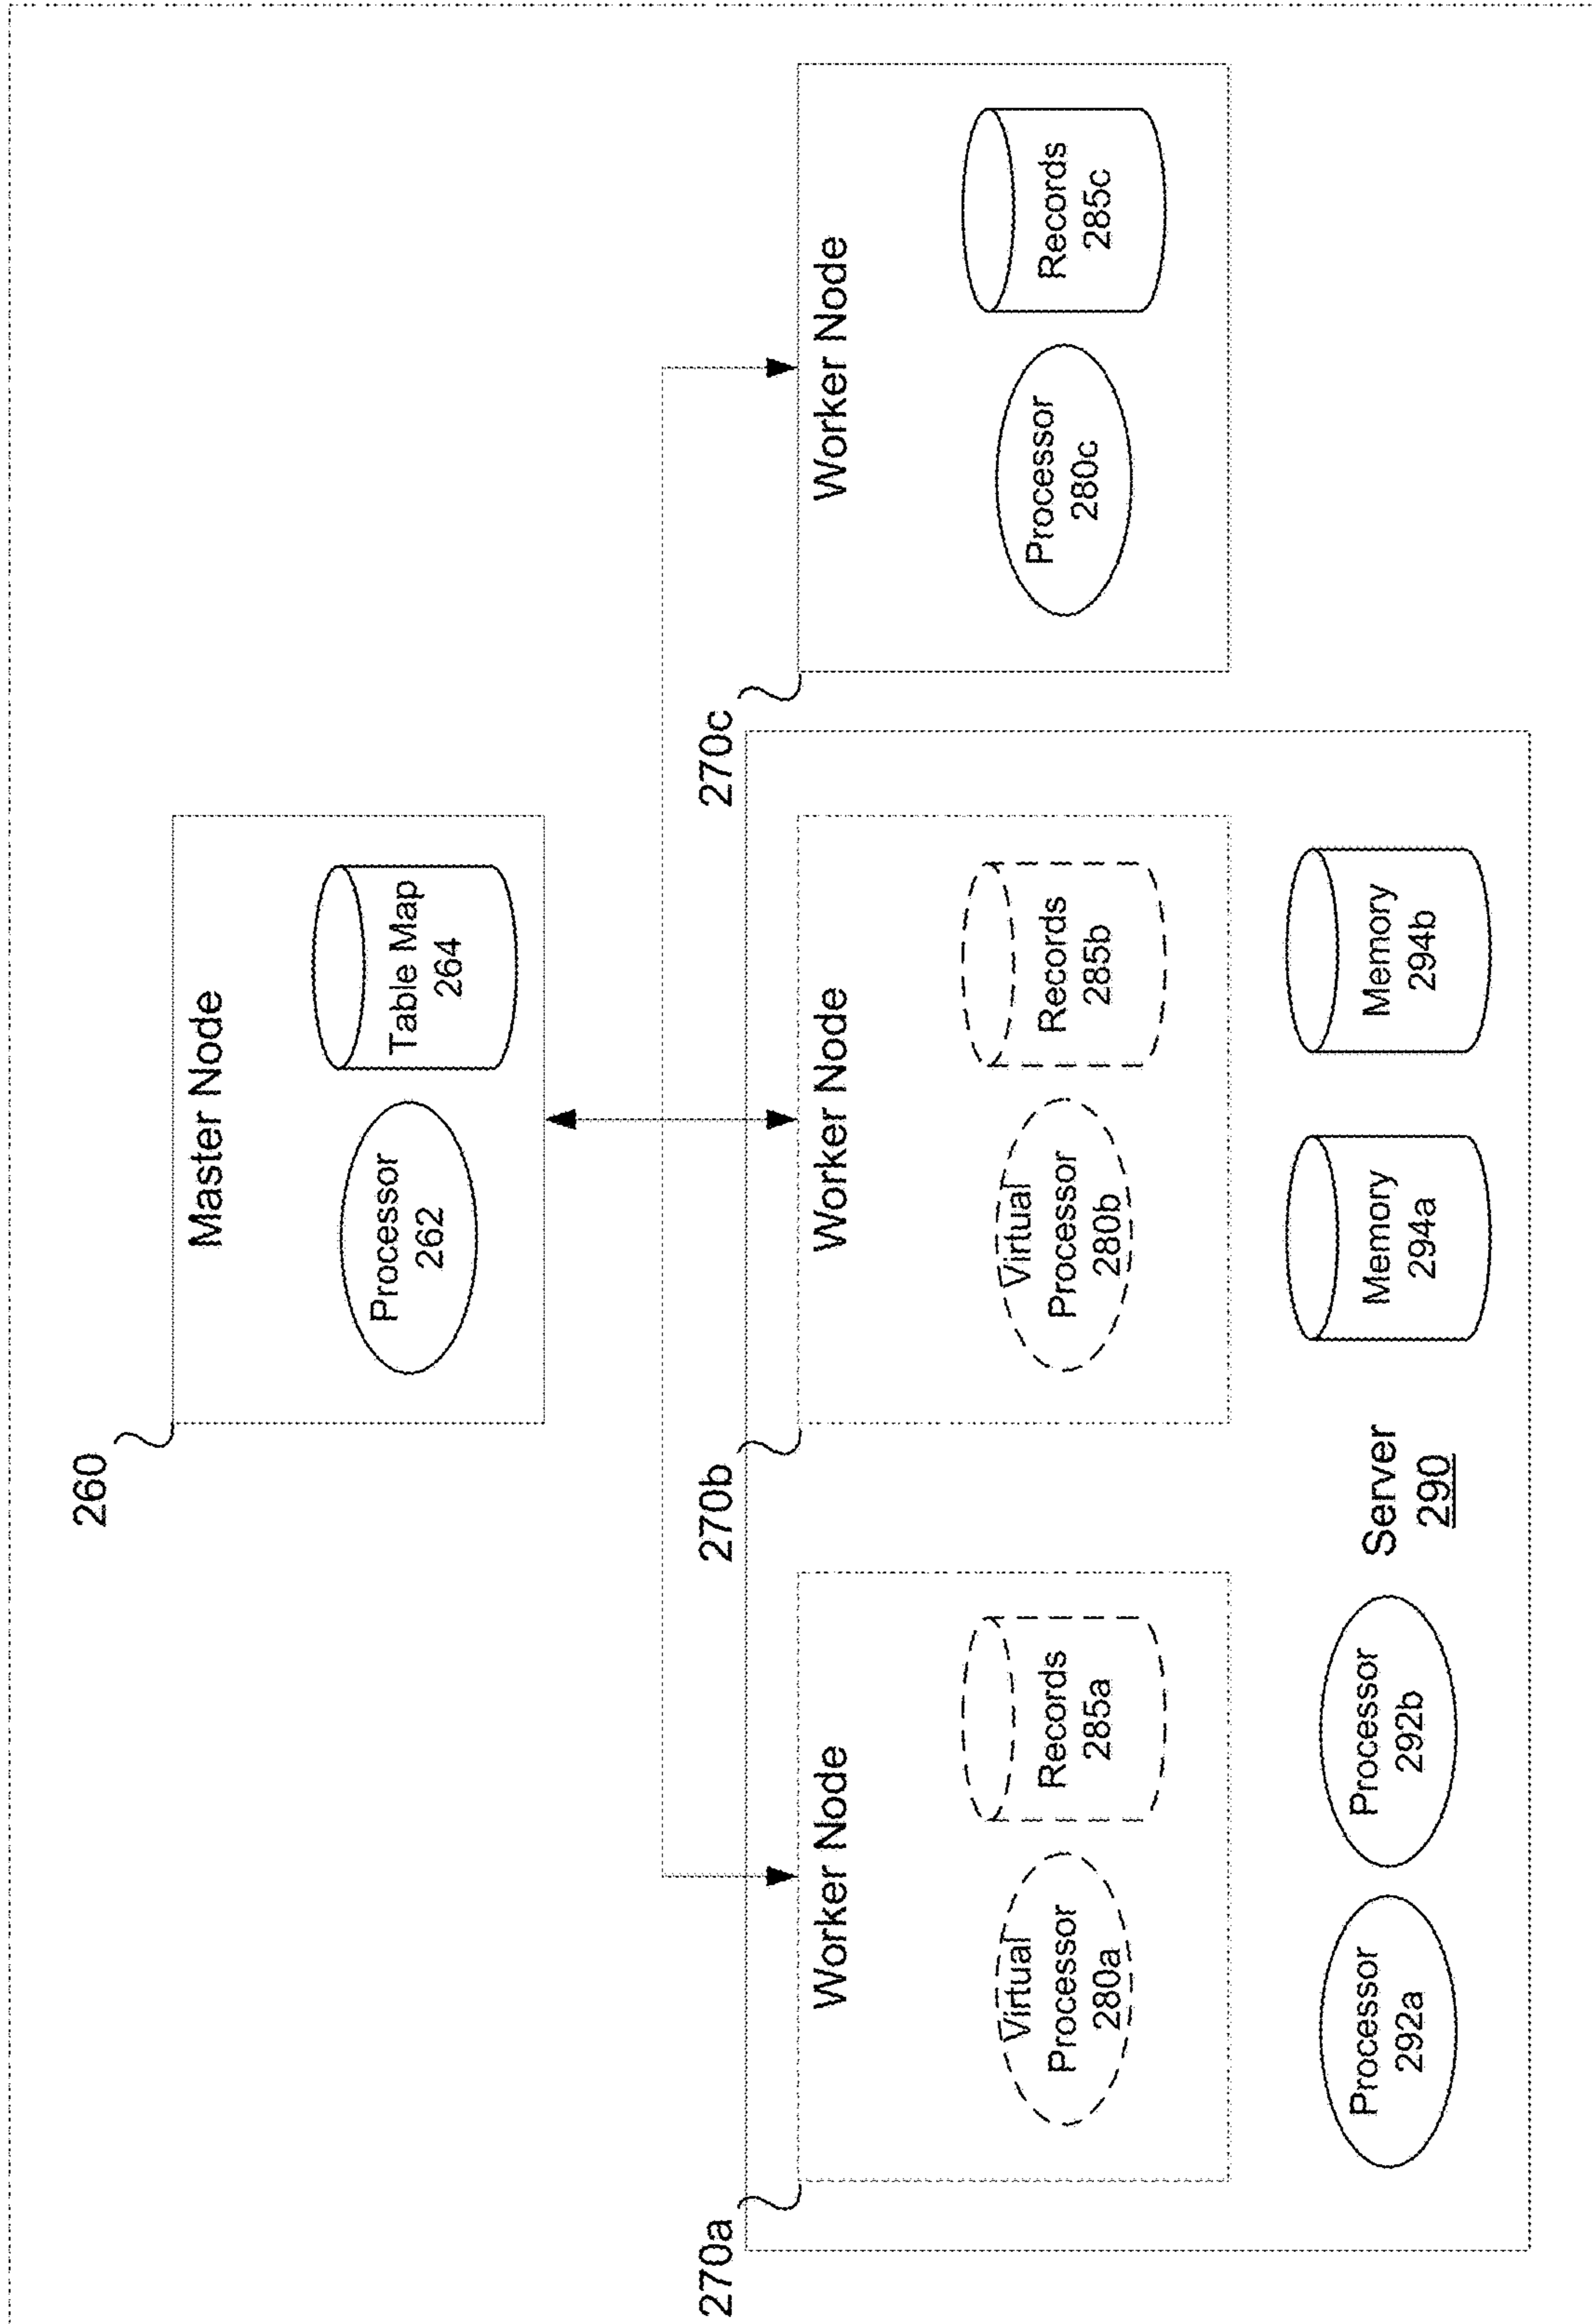 260
Master Node
Processor
262
Table Map
264
270a
Worker Node
Virtual
Processor
280a
Records
285a
270b
Worker Node
Virtual
Processor
280b
Records
285b
270c
Worker Node
Processor
280c
Records
285c
Processor
292a
Processor
292b
Server
290
Memory
294a
Memory
294b